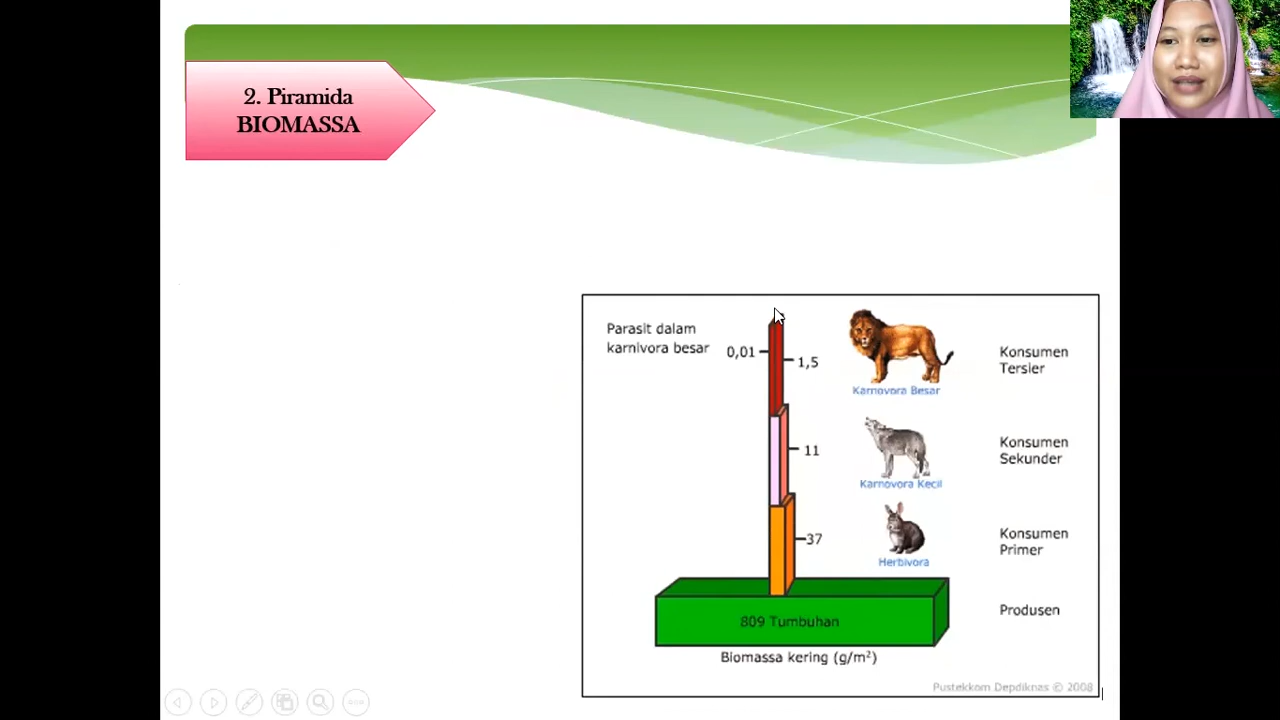 2. Piramida
BIOMASSA
Parasit dalam
karnivora besar
0,01
1,5
Karnovora Besar
Konsumen
Tersier
11
Karnovora Kecil
Konsumen
Sekunder
37
Herbivora
Konsumen
Primer
809 Tumbuhan
Produsen
Biomassa kering (g/m²)
Pustekkom Depdiknas © 2008